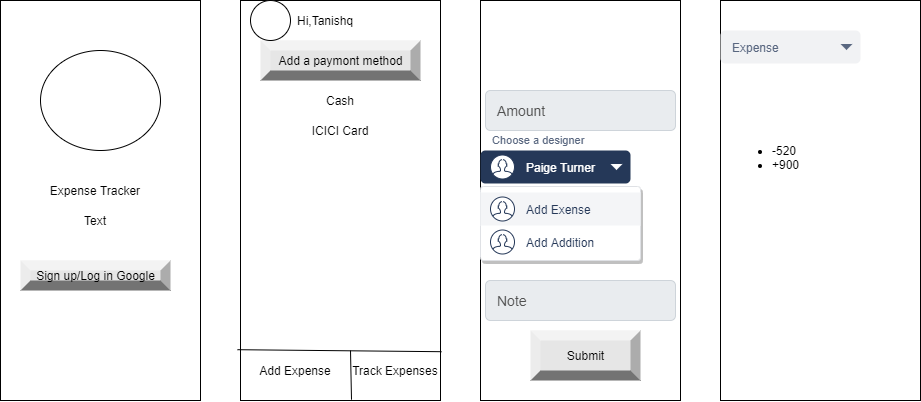 Expense Tracker
Text
Sign up/Log in Google
Hi,Tanishq
Add a paymont method
Cash
ICICI Card
Add Expense
Track Expenses
Amount
Choose a designer
Paige Turner
Add Exense
Add Addition
Note
Submit
Expense
-520
+900